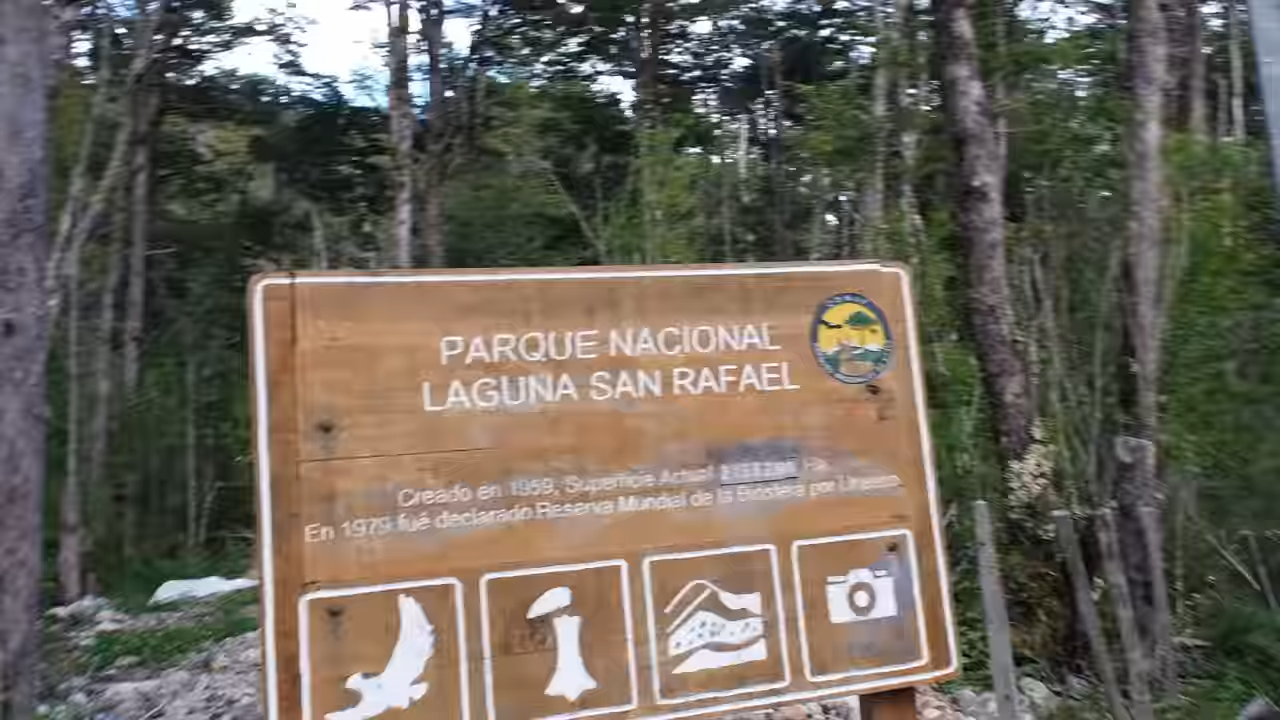 PARQUE NACIONAL
LAGUNA SAN RAFAEL
Creado en 1959, Superficie Actual
En 1979 fué declarado Reserva Mundial de la Biosfera por Unesco.